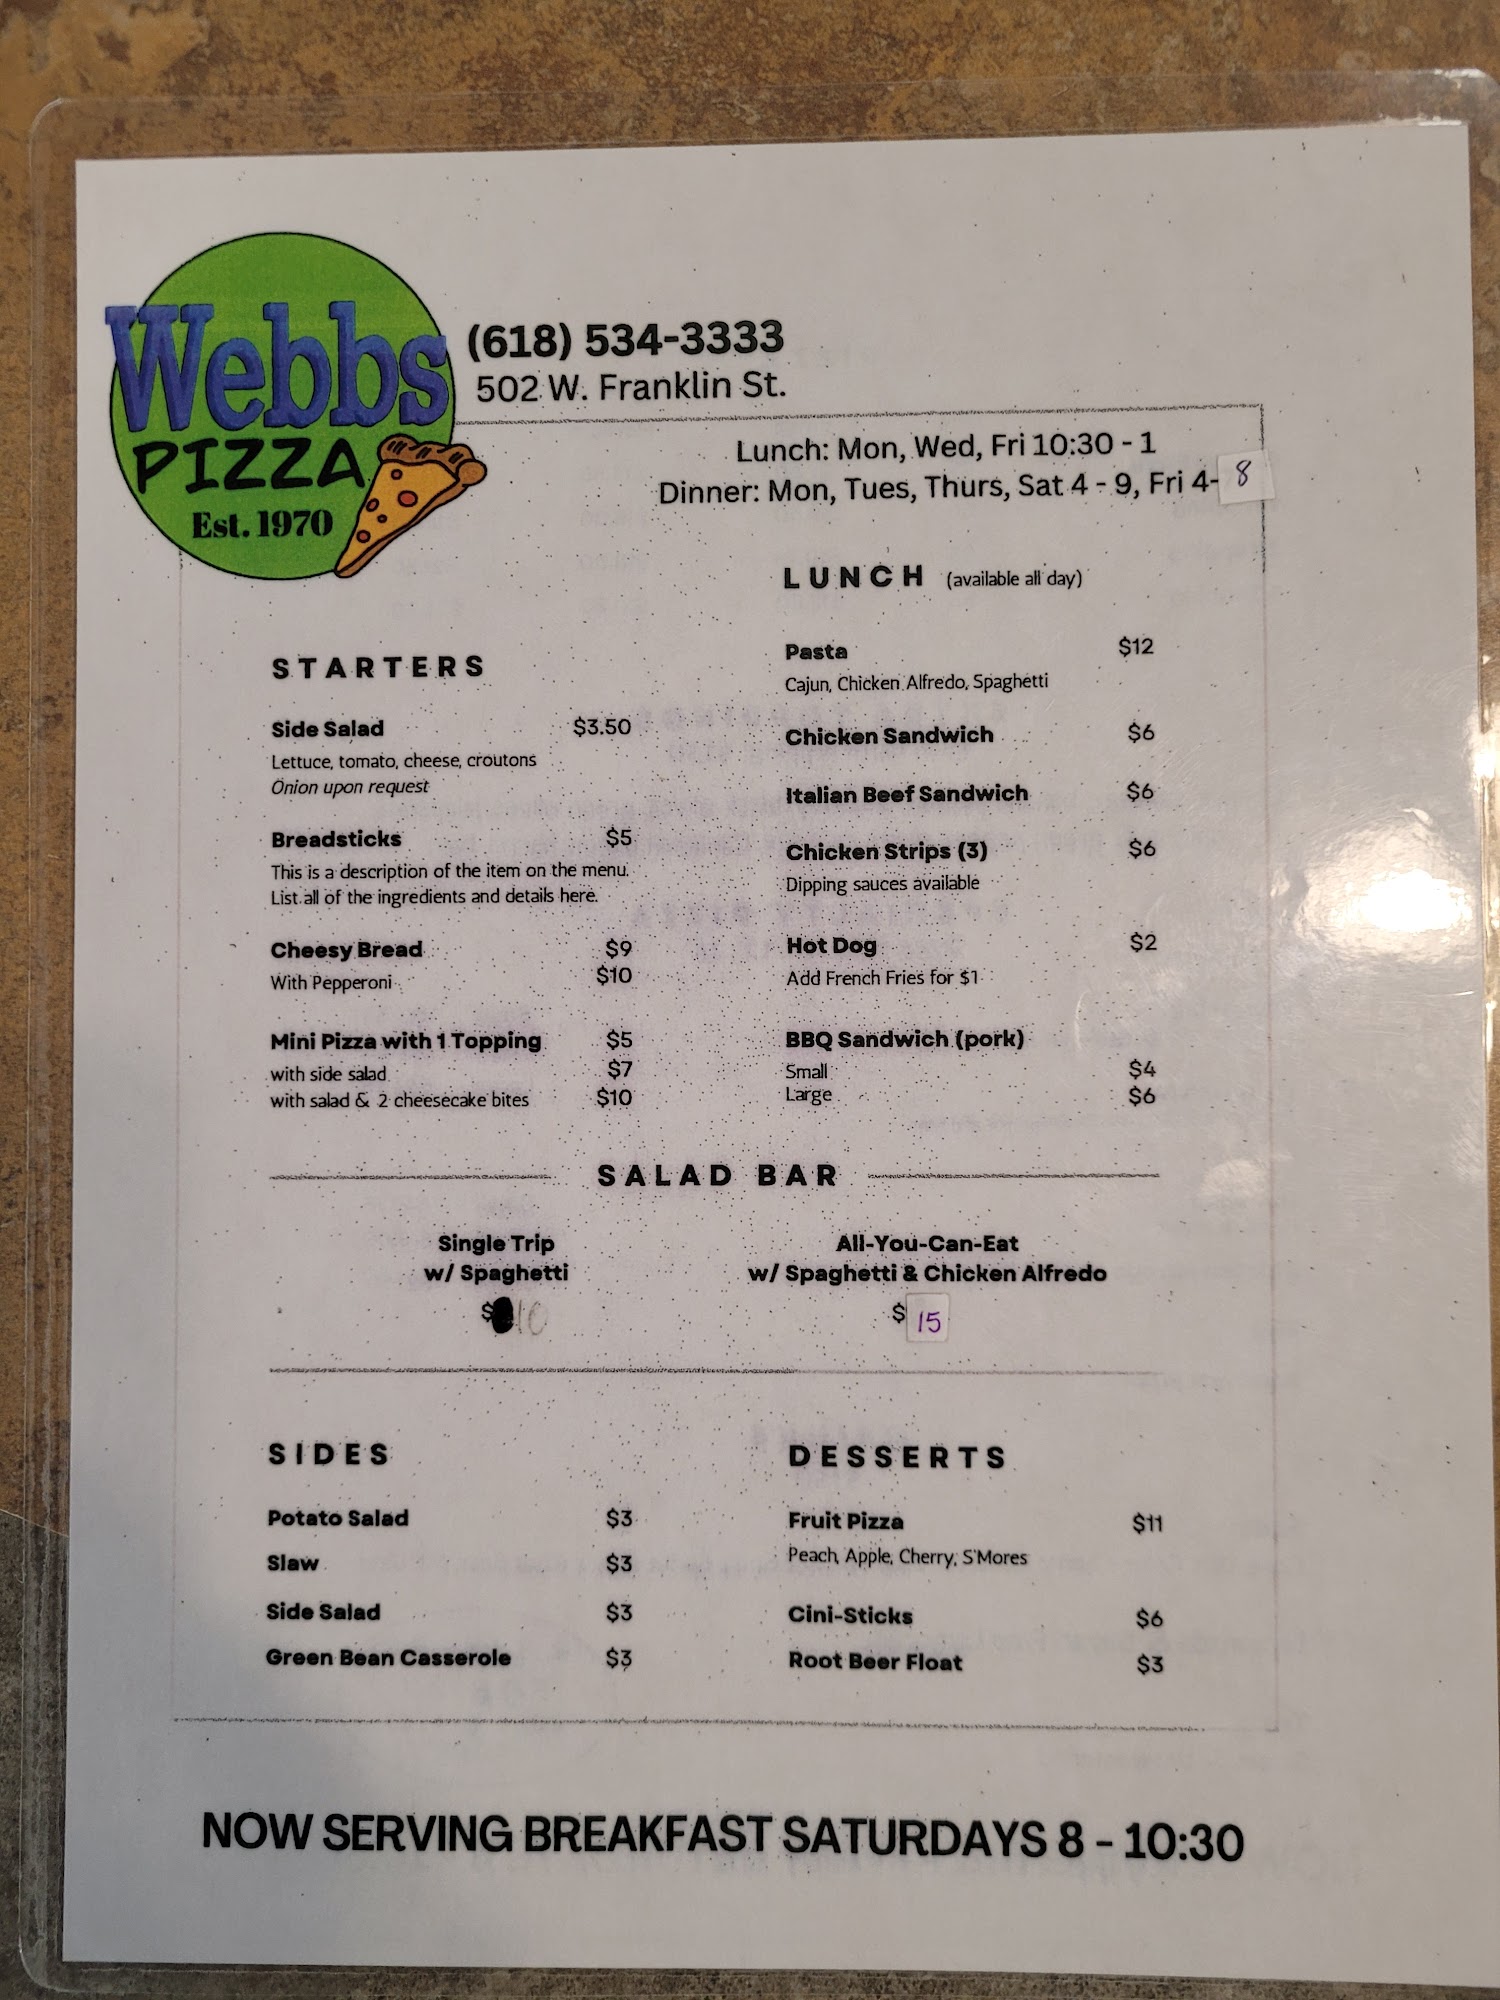 Webbs
PIZZA
Est. 1970
(618) 534-3333
502 W. Franklin St.
Lunch: Mon, Wed, Fri 10:30 - 1
Dinner: Mon, Tues, Thurs, Sat 4 - 9, Fri 4- 8
STARTERS
Side Salad $3.50
Lettuce, tomato, cheese, croutons
Onion upon request
Breadsticks $5
This is a description of the item on the menu.
List all of the ingredients and details here.
Cheesy Bread $9
With Pepperoni $10
Mini Pizza with 1 Topping $5
with side salad $7
with salad & 2 cheesecake bites $10
LUNCH (available all day)
Pasta $12
Cajun, Chicken Alfredo, Spaghetti
Chicken Sandwich $6
Italian Beef Sandwich $6
Chicken Strips (3) $6
Dipping sauces available
Hot Dog $2
Add French Fries for $1
BBQ Sandwich (pork)
Small $4
Large $6
SALAD BAR
Single Trip
w/ Spaghetti
$10
All-You-Can-Eat
w/ Spaghetti & Chicken Alfredo
$15
SIDES
Potato Salad $3
Slaw $3
Side Salad $3
Green Bean Casserole $3
DESSERTS
Fruit Pizza $11
Peach, Apple, Cherry, S'Mores
Cini-Sticks $6
Root Beer Float $3
NOW SERVING BREAKFAST SATURDAYS 8 - 10:30